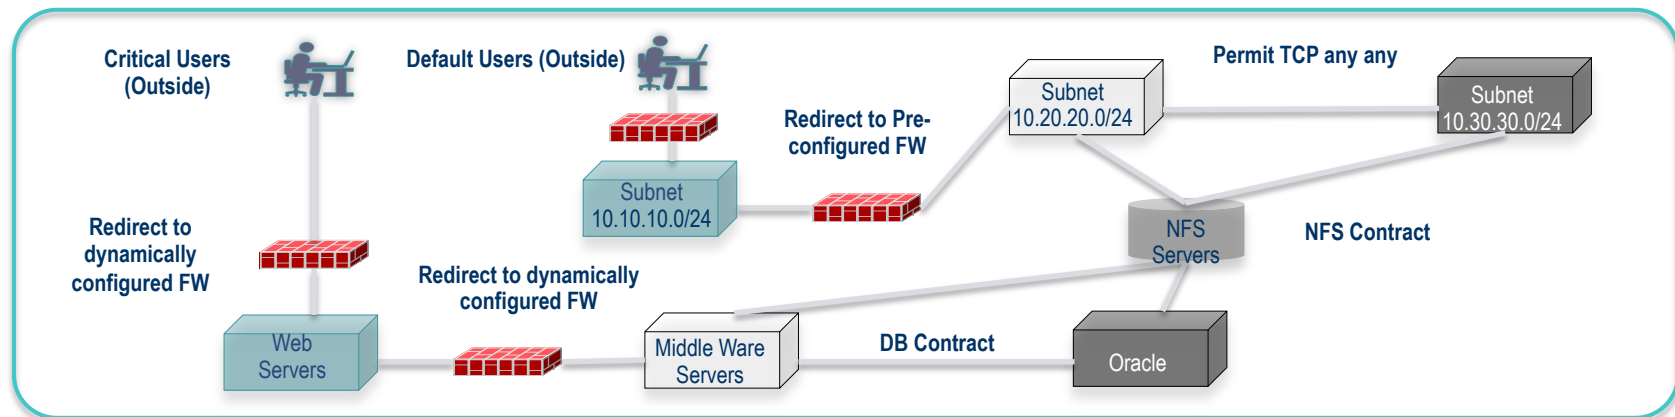 Critical Users
(Outside)
Default Users (Outside)
Redirect to Pre-
configured FW
Subnet
10.20.20.0/24
Permit TCP any any
Subnet
10.30.30.0/24
Subnet
10.10.10.0/24
Redirect to
dynamically
configured FW
Redirect to dynamically
configured FW
NFS
Servers
NFS Contract
Web
Servers
Middle Ware
Servers
DB Contract
Oracle